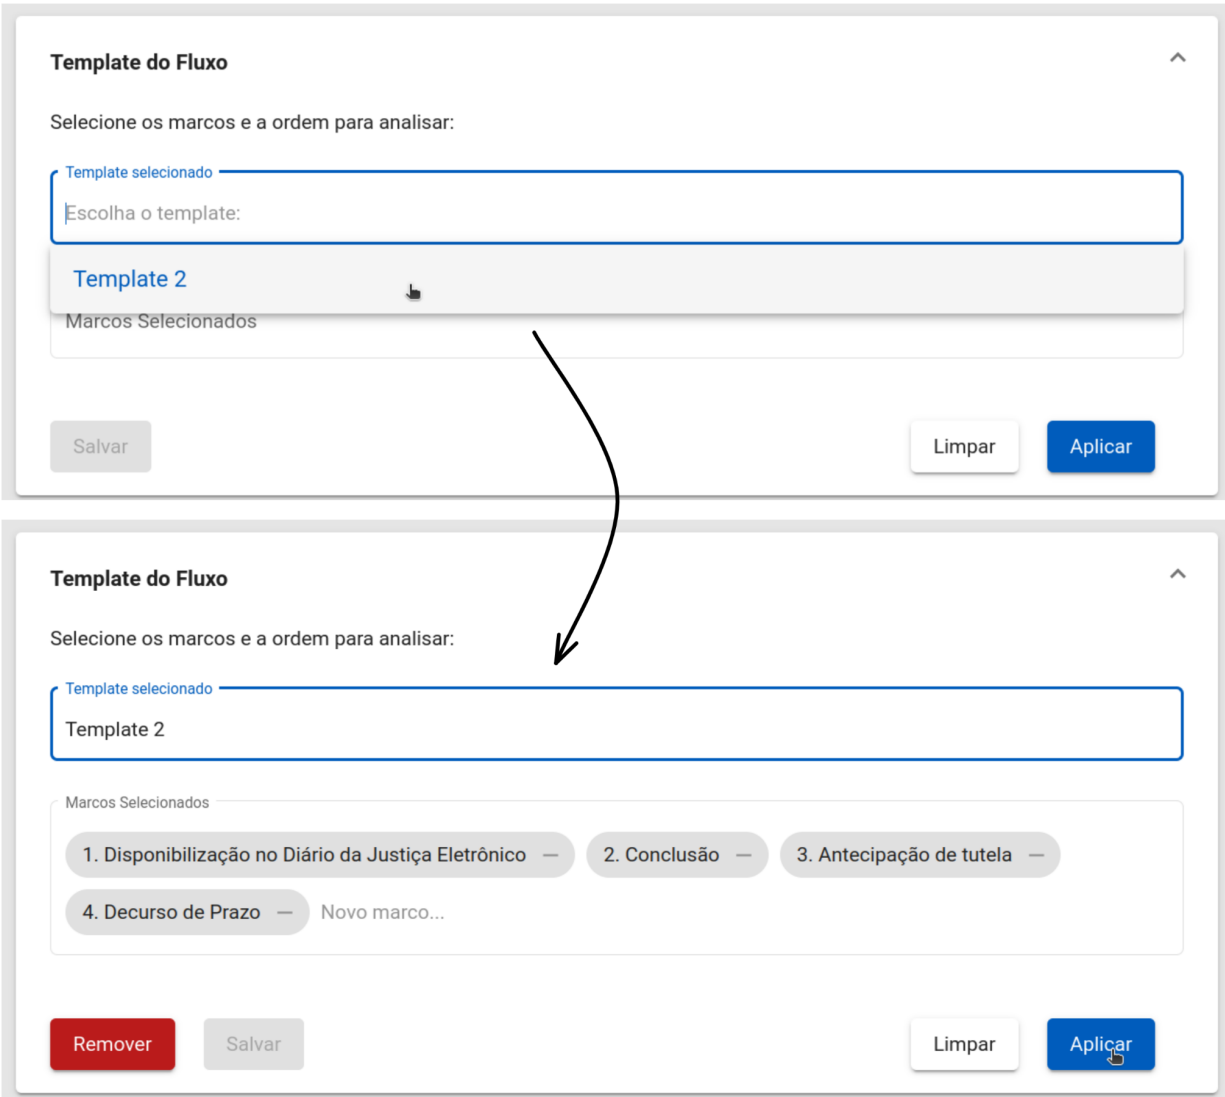 Template do Fluxo
Selecione os marcos e a ordem para analisar:
Template selecionado
Escolha o template:
Template 2
Marcos Selecionados
Salvar
Limpar
Aplicar
Template do Fluxo
Selecione os marcos e a ordem para analisar:
Template selecionado
Template 2
Marcos Selecionados
1. Disponibilização no Diário da Justiça Eletrônico
2. Conclusão
3. Antecipação de tutela
4. Decurso de Prazo
Novo marco...
Remover
Salvar
Limpar
Aplicar